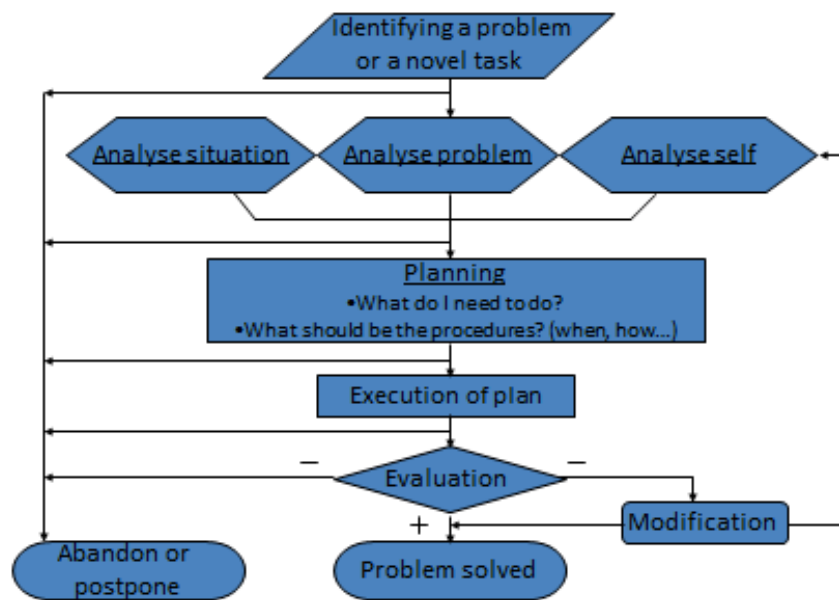 Identifying a problem
or a novel task
Analyse situation
Analyse problem
Analyse self
Planning
•What do I need to do?
•What should be the procedures? (when, how...)
Execution of plan
Evaluation
–
–
+
Modification
Abandon or
postpone
Problem solved